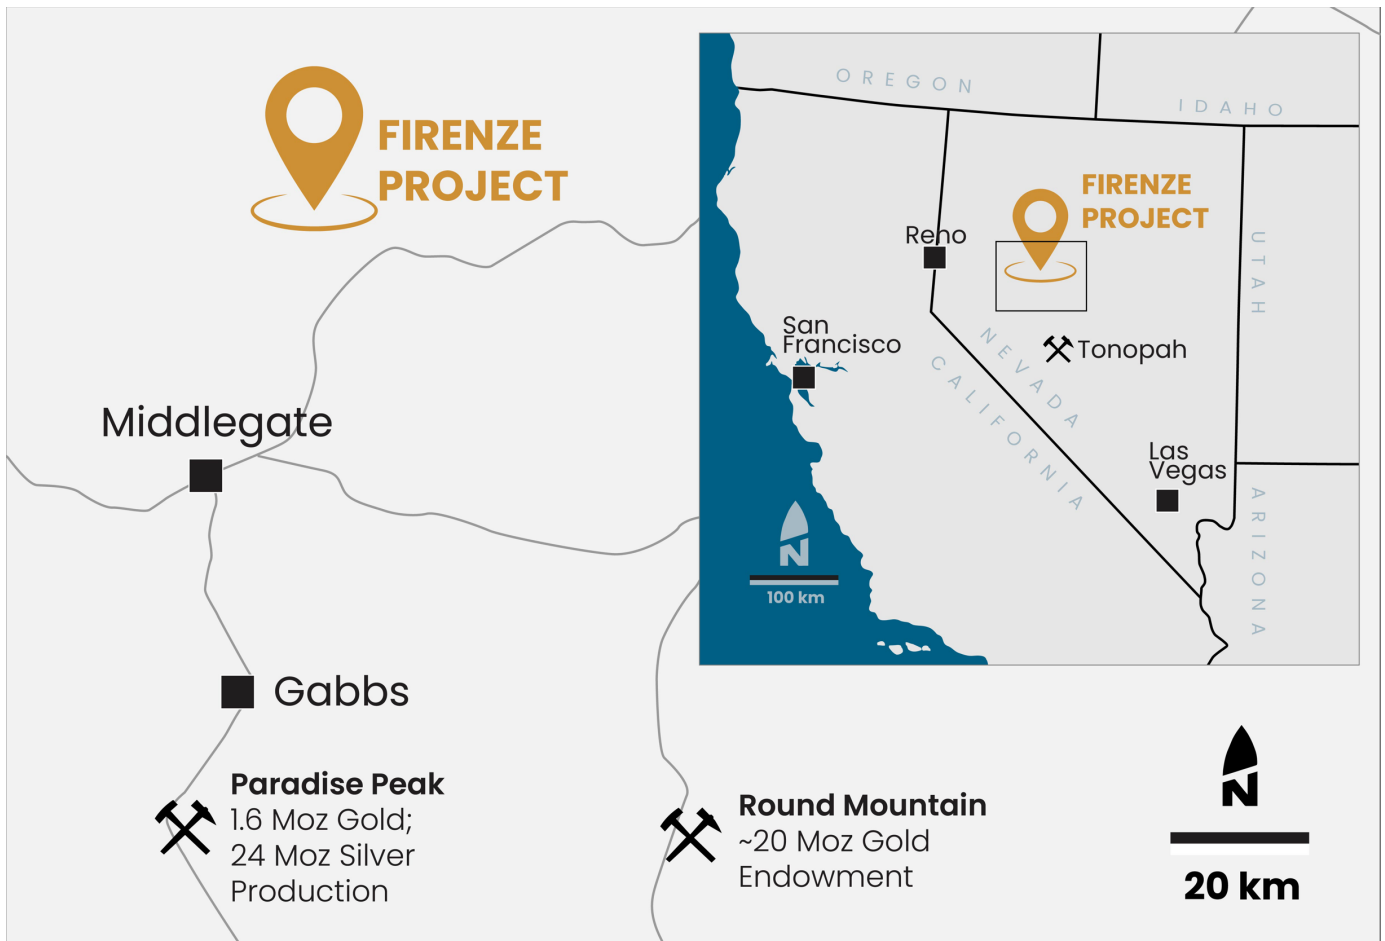 FIRENZE
PROJECT
Middlegate
Gabbs
Paradise Peak
1.6 Moz Gold;
24 Moz Silver
Production
Round Mountain
~20 Moz Gold
Endowment
N
20 km
OREGON
IDAHO
FIRENZE
PROJECT
Reno
UTAH
San
Francisco
NEVADA
CALIFORNIA
Tonopah
Las
Vegas
ARIZONA
N
100 km